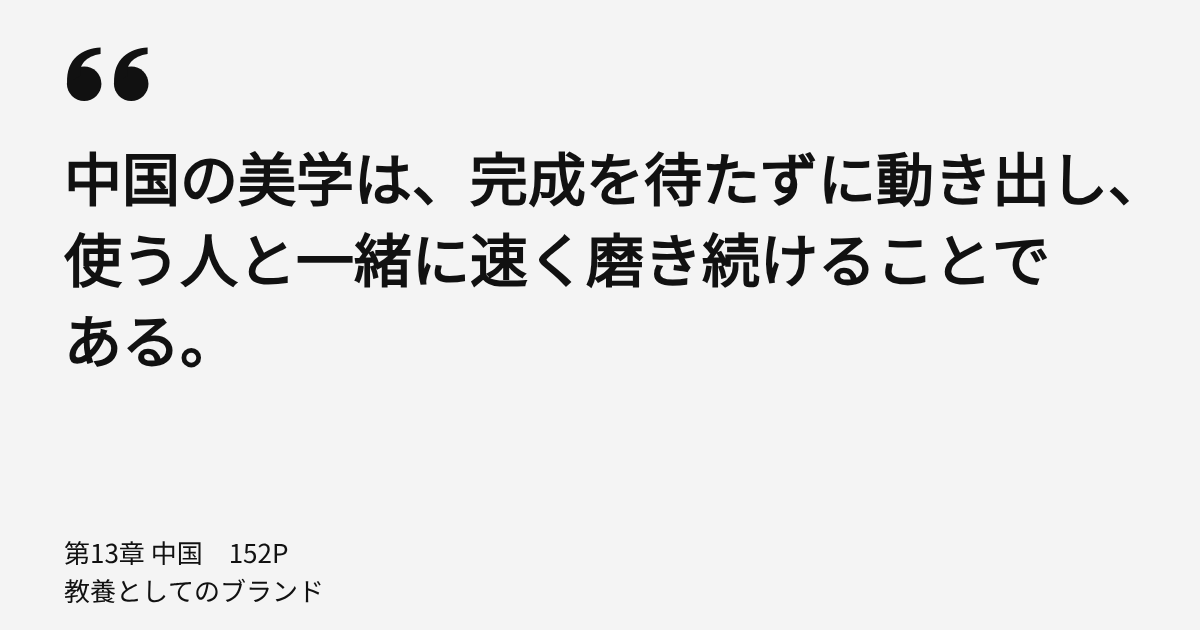 “
中国の美学は、完成を待たずに動き出し、
使う人と一緒に速く磨き続けることで
ある。
第13章 中国　152P
教養としてのブランド